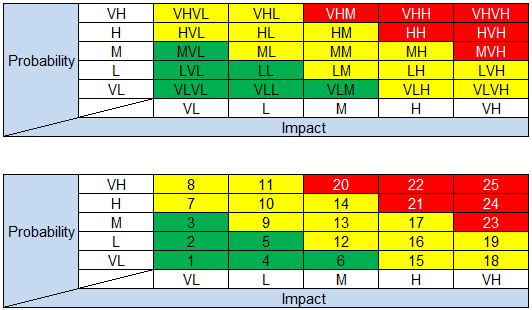 VH VHVL VHL VHM VHH VHVH
H HVL HL HM HH HVH
Probability M MVL ML MM MH MVH
L LVL LL LM LH LVH
VL VLVL VLL VLM VLH VLVH
VL L M H VH
Impact
VH 8 11 20 22 25
H 7 10 14 21 24
Probability M 3 9 13 17 23
L 2 5 12 16 19
VL 1 4 6 15 18
VL L M H VH
Impact